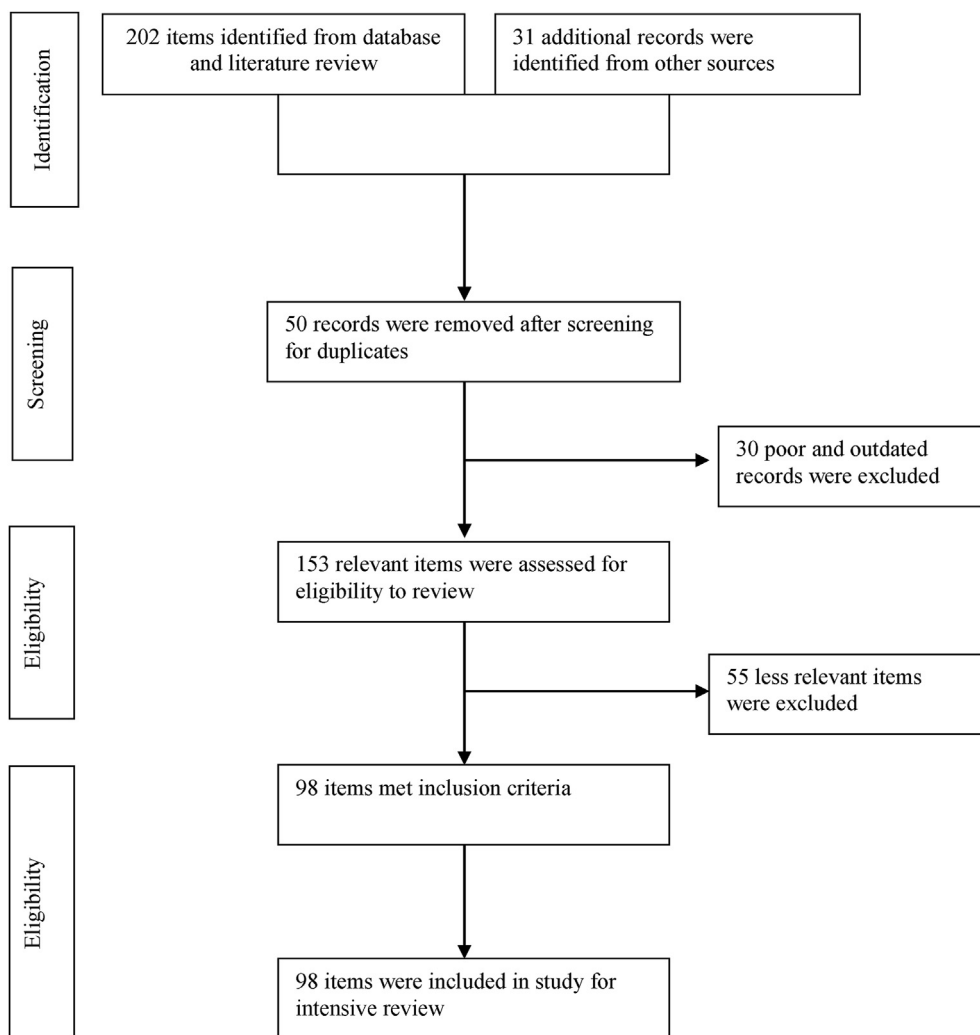 Identification
202 items identified from database
and literature review
31 additional records were
identified from other sources
Screening
50 records were removed after screening
for duplicates
30 poor and outdated
records were excluded
Eligibility
153 relevant items were assessed for
eligibility to review
55 less relevant items
were excluded
Eligibility
98 items met inclusion criteria
98 items were included in study for
intensive review